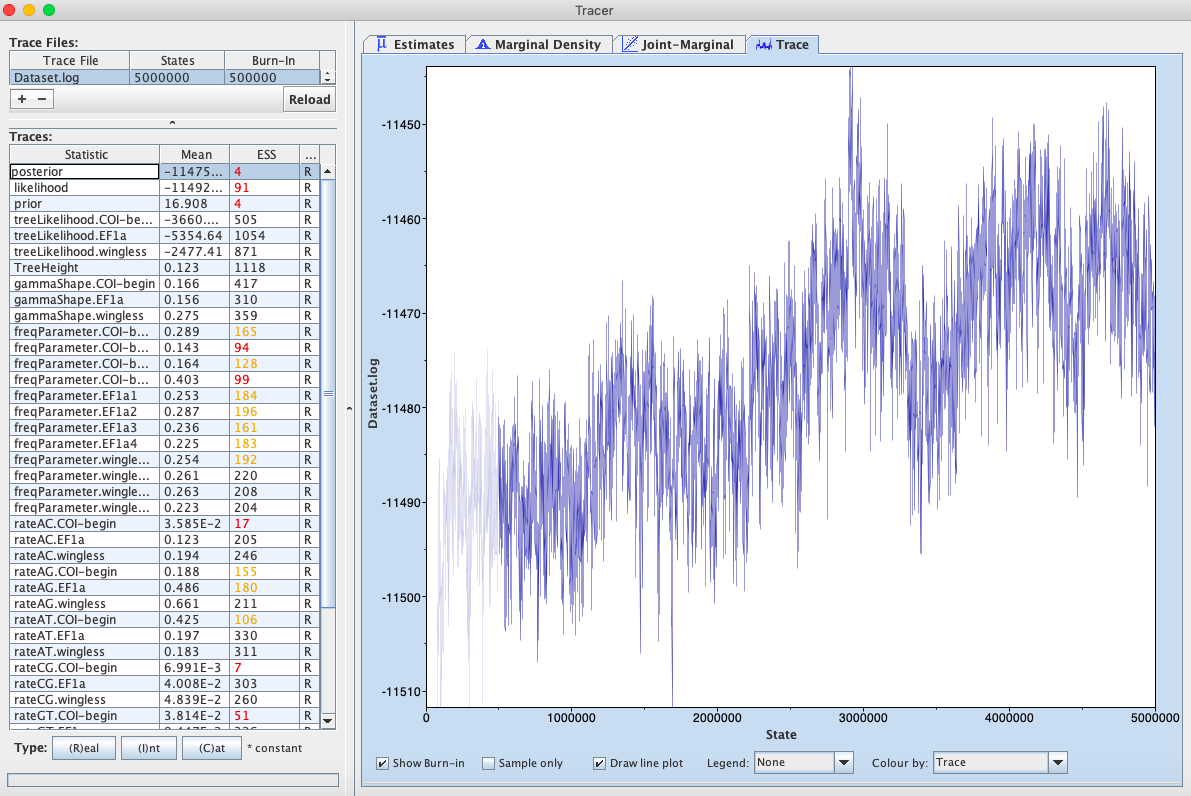 Tracer
Trace Files:
Trace File States Burn-In
Dataset.log 5000000 500000
+ − Reload
Traces:
Statistic Mean ESS ...
posterior -11475... 4 R
likelihood -11492... 91 R
prior 16.908 4 R
treeLikelihood.COI-be... -3660.... 505 R
treeLikelihood.EF1a -5354.64 1054 R
treeLikelihood.wingless -2477.41 871 R
TreeHeight 0.123 1118 R
gammaShape.COI-begin 0.166 417 R
gammaShape.EF1a 0.156 310 R
gammaShape.wingless 0.275 359 R
freqParameter.COI-b... 0.289 165 R
freqParameter.COI-b... 0.143 94 R
freqParameter.COI-b... 0.164 128 R
freqParameter.COI-b... 0.403 99 R
freqParameter.EF1a1 0.253 184 R
freqParameter.EF1a2 0.287 196 R
freqParameter.EF1a3 0.236 161 R
freqParameter.EF1a4 0.225 183 R
freqParameter.wingle... 0.254 192 R
freqParameter.wingle... 0.261 220 R
freqParameter.wingle... 0.263 208 R
freqParameter.wingle... 0.223 204 R
rateAC.COI-begin 3.585E-2 17 R
rateAC.EF1a 0.123 205 R
rateAC.wingless 0.194 246 R
rateAG.COI-begin 0.188 155 R
rateAG.EF1a 0.486 180 R
rateAG.wingless 0.661 211 R
rateAT.COI-begin 0.425 106 R
rateAT.EF1a 0.197 330 R
rateAT.wingless 0.183 311 R
rateCG.COI-begin 6.991E-3 7 R
rateCG.EF1a 4.008E-2 303 R
rateCG.wingless 4.839E-2 260 R
rateGT.COI-begin 3.814E-2 51 R
Type: (R)eal (I)nt (C)at * constant
μ Estimates Marginal Density Joint-Marginal Trace
-11450
-11460
-11470
-11480
-11490
-11500
-11510
Dataset.log
0 1000000 2000000 3000000 4000000 5000000
State
Show Burn-in Sample only Draw line plot Legend: None Colour by: Trace